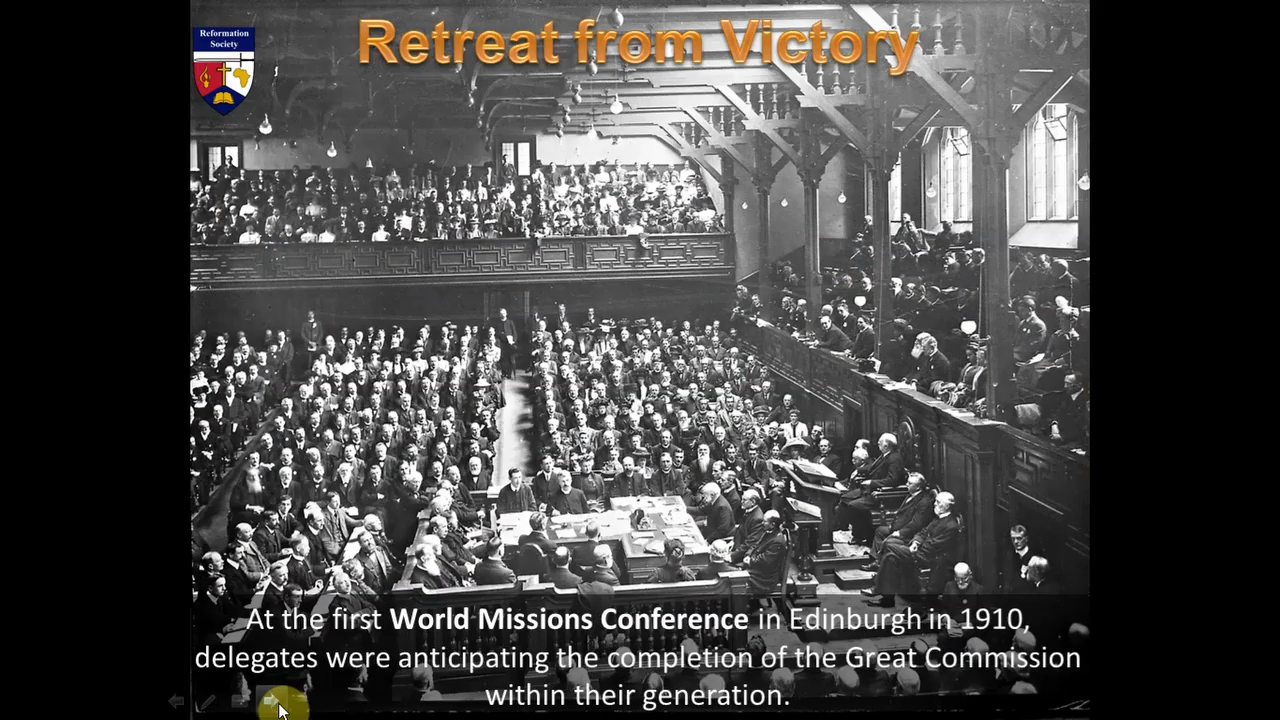 Reformation
Society
Retreat from Victory
At the first World Missions Conference in Edinburgh in 1910,
delegates were anticipating the completion of the Great Commission
within their generation.